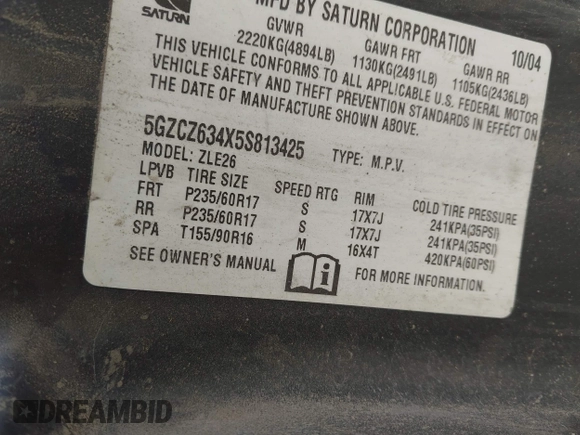 SATURN
MFD BY SATURN CORPORATION
GVWR GAWR FRT GAWR RR 10/04
2220KG(4894LB) 1130KG(2491LB) 1105KG(2436LB)
THIS VEHICLE CONFORMS TO ALL APPLICABLE U.S. FEDERAL MOTOR
VEHICLE SAFETY AND THEFT PREVENTION STANDARDS IN EFFECT ON
THE DATE OF MANUFACTURE SHOWN ABOVE.
5GZCZ634X5S813425 TYPE: M.P.V.
MODEL: ZLE26
LPVB TIRE SIZE SPEED RTG RIM COLD TIRE PRESSURE
FRT P235/60R17 S 17X7J 241KPA(35PSI)
RR P235/60R17 S 17X7J 241KPA(35PSI)
SPA T155/90R16 M 16X4T 420KPA(60PSI)
SEE OWNER'S MANUAL FOR MORE INFORMATION.
DREAMBID